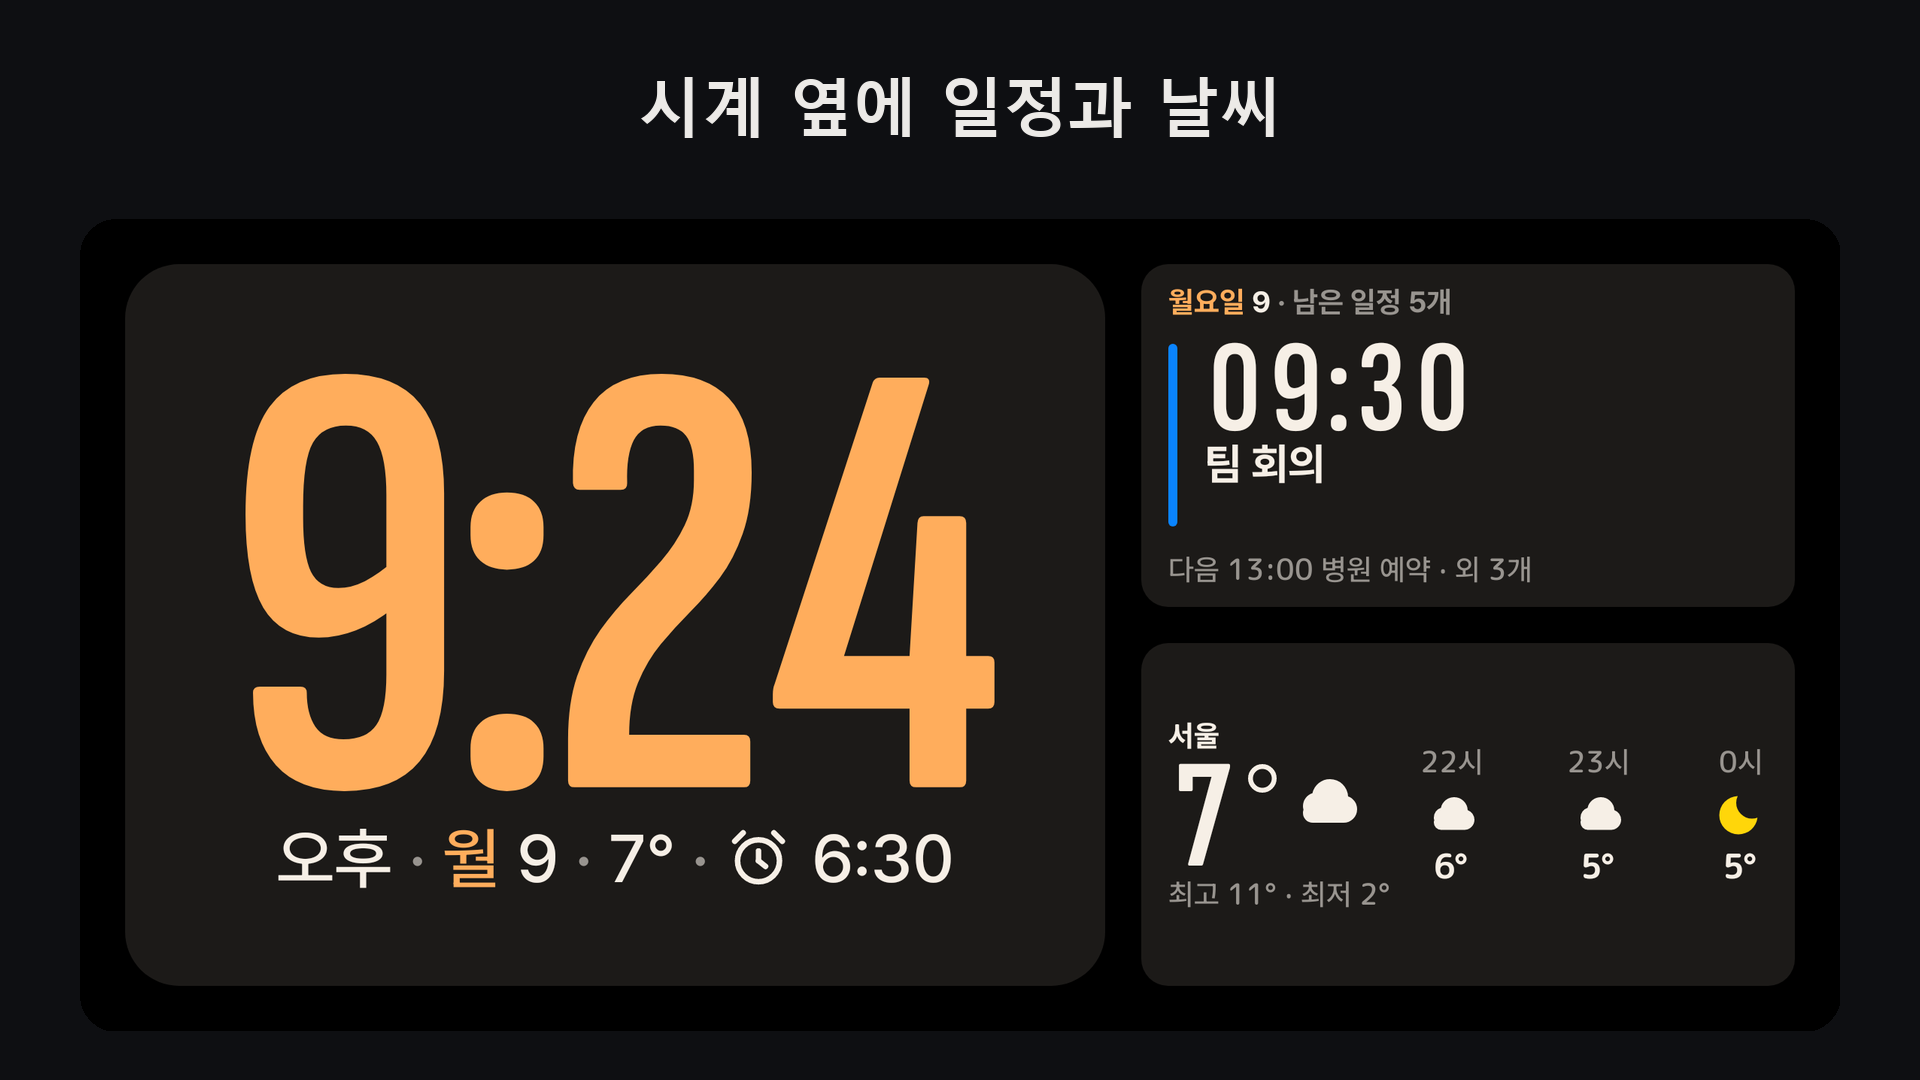 시계 옆에 일정과 날씨
9:24
오후 · 월 9 · 7° · 6:30
월요일 9 · 남은 일정 5개
09:30
팀 회의
다음 13:00 병원 예약 · 외 3개
서울
7°
최고 11° · 최저 2°
22시 23시 0시
6° 5° 5°